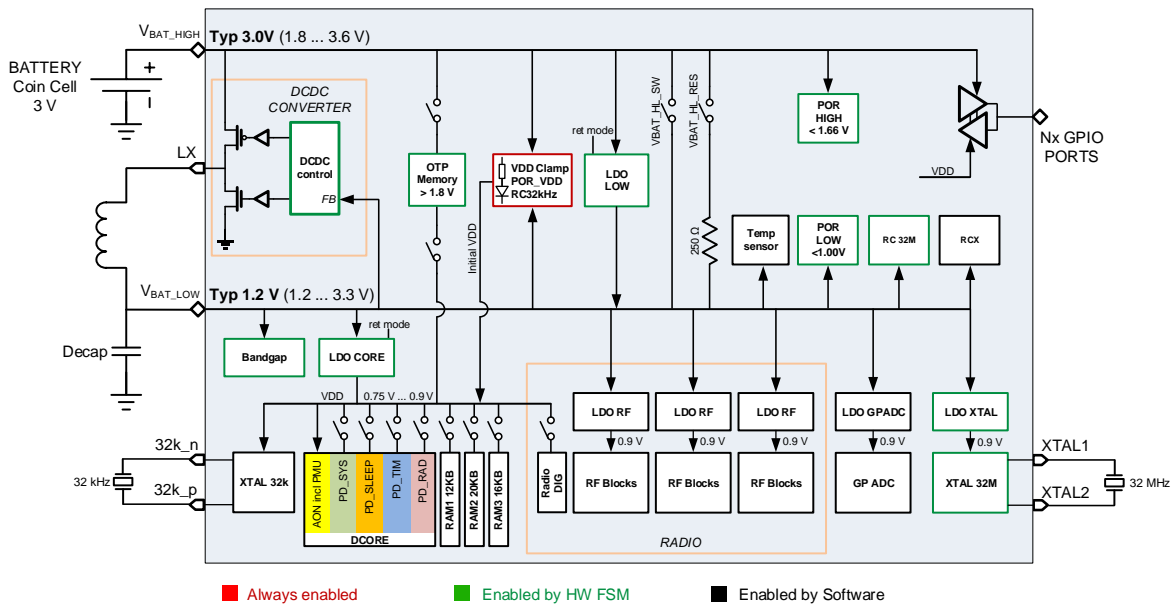 V_BAT_HIGH
Typ 3.0V (1.8 ... 3.6 V)
BATTERY
Coin Cell
3 V
+
DCDC
CONVERTER
LX
DCDC
control
FB
OTP
Memory
> 1.8 V
VDD Clamp
POR_VDD
RC32kHz
Initial VDD
ret mode
LDO
LOW
VBAT_HL_SW
VBAT_HL_RES
250 Ω
POR
HIGH
< 1.66 V
VDD
Nx GPIO
PORTS
Temp
sensor
POR
LOW
<1.00V
RC 32M
RCX
V_BAT_LOW
Typ 1.2 V (1.2 ... 3.3 V)
Decap
Bandgap
ret mode
LDO CORE
VDD
0.75 V ... 0.9 V
LDO RF
LDO RF
LDO RF
LDO GPADC
LDO XTAL
0.9 V
0.9 V
0.9 V
0.9 V
0.9 V
32k_n
32 kHz
32k_p
XTAL 32k
AON incl PMU
PD_SYS
PD_SLEEP
PD_TIM
PD_RAD
DCORE
RAM1 12KB
RAM2 20KB
RAM3 16KB
Radio
DIG
RF Blocks
RF Blocks
RF Blocks
GP ADC
XTAL 32M
XTAL1
32 MHz
XTAL2
RADIO
Always enabled
Enabled by HW FSM
Enabled by Software